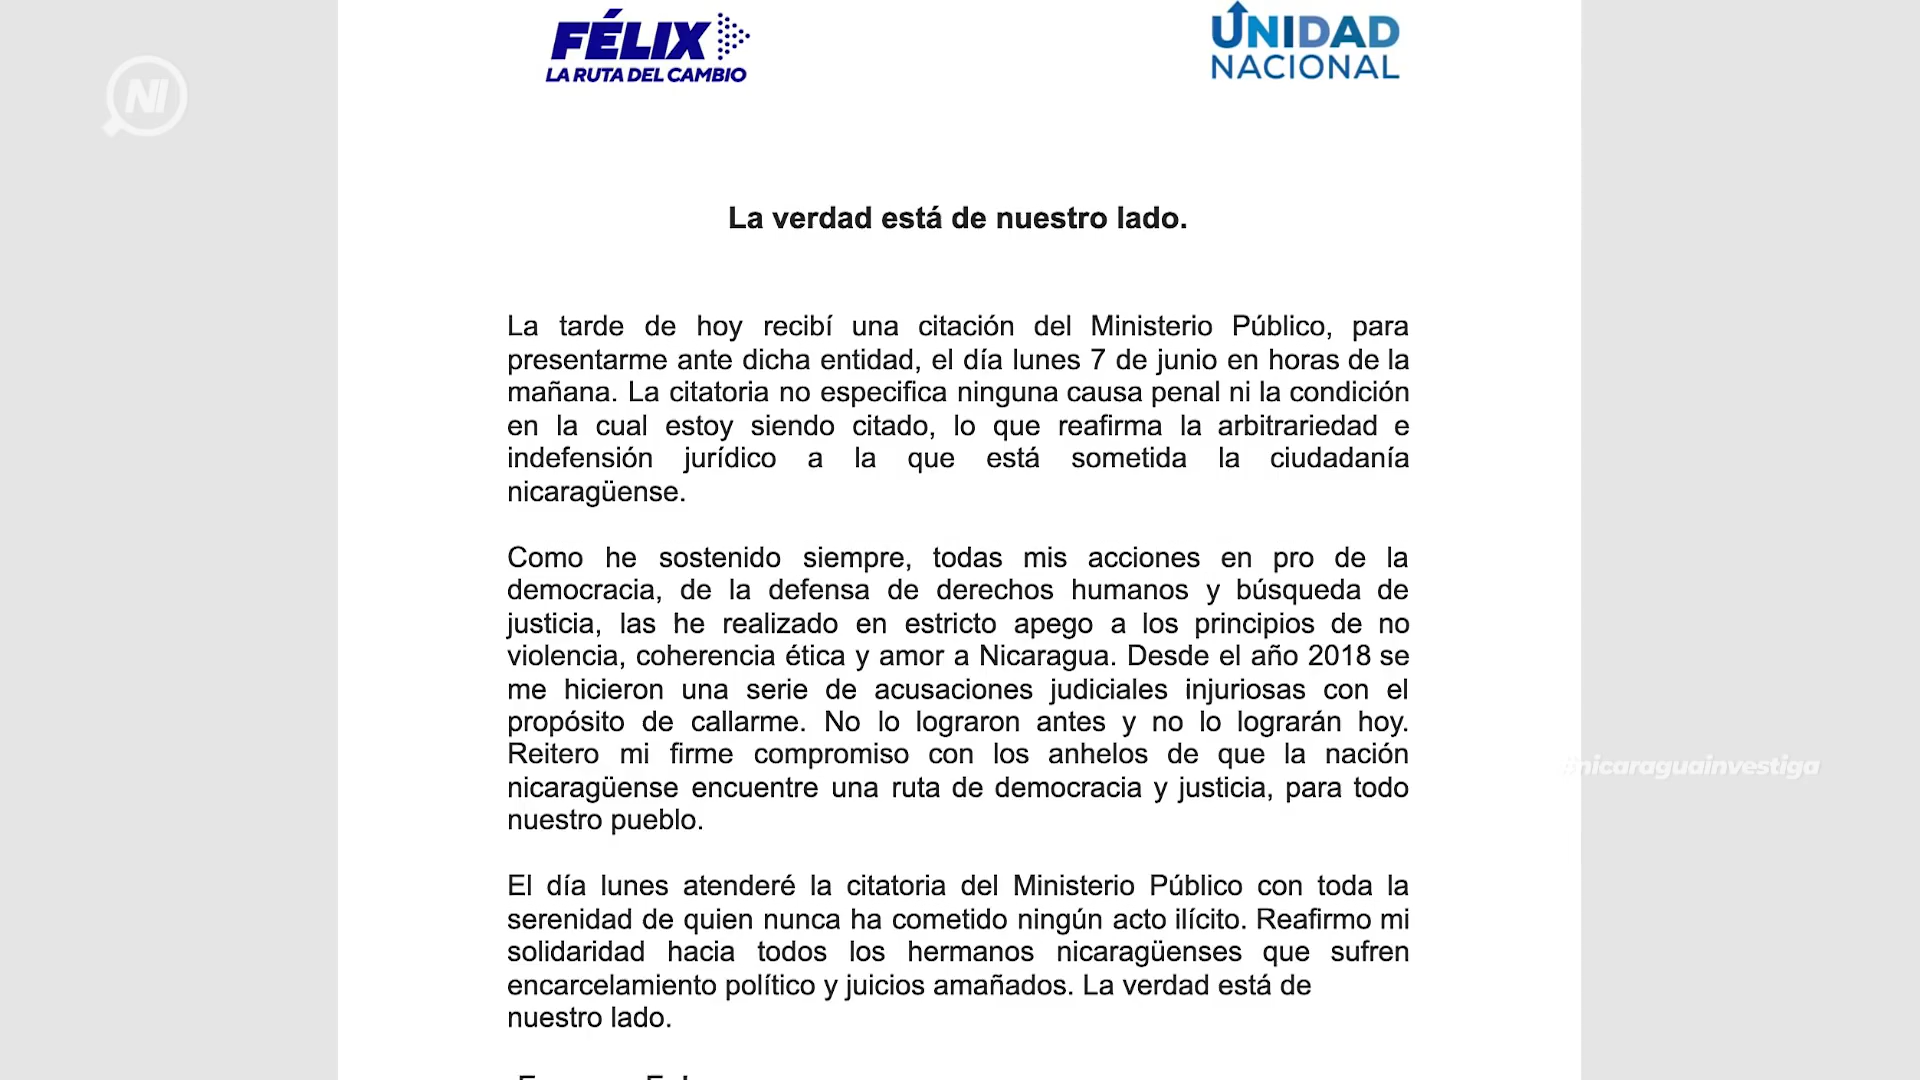 FÉLIX
LA RUTA DEL CAMBIO
UNIDAD
NACIONAL
NI
La verdad está de nuestro lado.
La tarde de hoy recibí una citación del Ministerio Público, para
presentarme ante dicha entidad, el día lunes 7 de junio en horas de la
mañana. La citatoria no especifica ninguna causa penal ni la condición
en la cual estoy siendo citado, lo que reafirma la arbitrariedad e
indefensión jurídico a la que está sometida la ciudadanía
nicaragüense.
Como he sostenido siempre, todas mis acciones en pro de la
democracia, de la defensa de derechos humanos y búsqueda de
justicia, las he realizado en estricto apego a los principios de no
violencia, coherencia ética y amor a Nicaragua. Desde el año 2018 se
me hicieron una serie de acusaciones judiciales injuriosas con el
propósito de callarme. No lo lograron antes y no lo lograrán hoy.
Reitero mi firme compromiso con los anhelos de que la nación
nicaragüense encuentre una ruta de democracia y justicia, para todo
nuestro pueblo.
#nicaraguainvestiga
El día lunes atenderé la citatoria del Ministerio Público con toda la
serenidad de quien nunca ha cometido ningún acto ilícito. Reafirmo mi
solidaridad hacia todos los hermanos nicaragüenses que sufren
encarcelamiento político y juicios amañados. La verdad está de
nuestro lado.